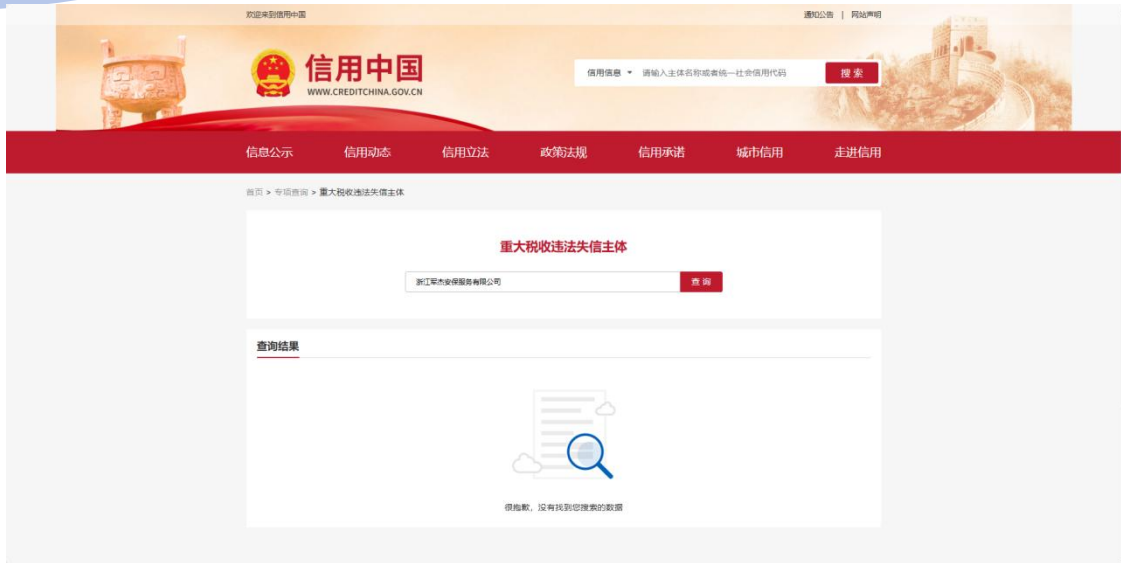 欢迎来到信用中国
通知公告 | 网站声明
信用中国
WWW.CREDITCHINA.GOV.CN
信用信息 请输入主体名称或者统一社会信用代码 搜索
信息公示 信用动态 信用立法 政策法规 信用承诺 城市信用 走进信用
首页 > 专项查询 > 重大税收违法失信主体
重大税收违法失信主体
浙江军杰安保服务有限公司 查询
查询结果
很抱歉，没有找到您搜索的数据